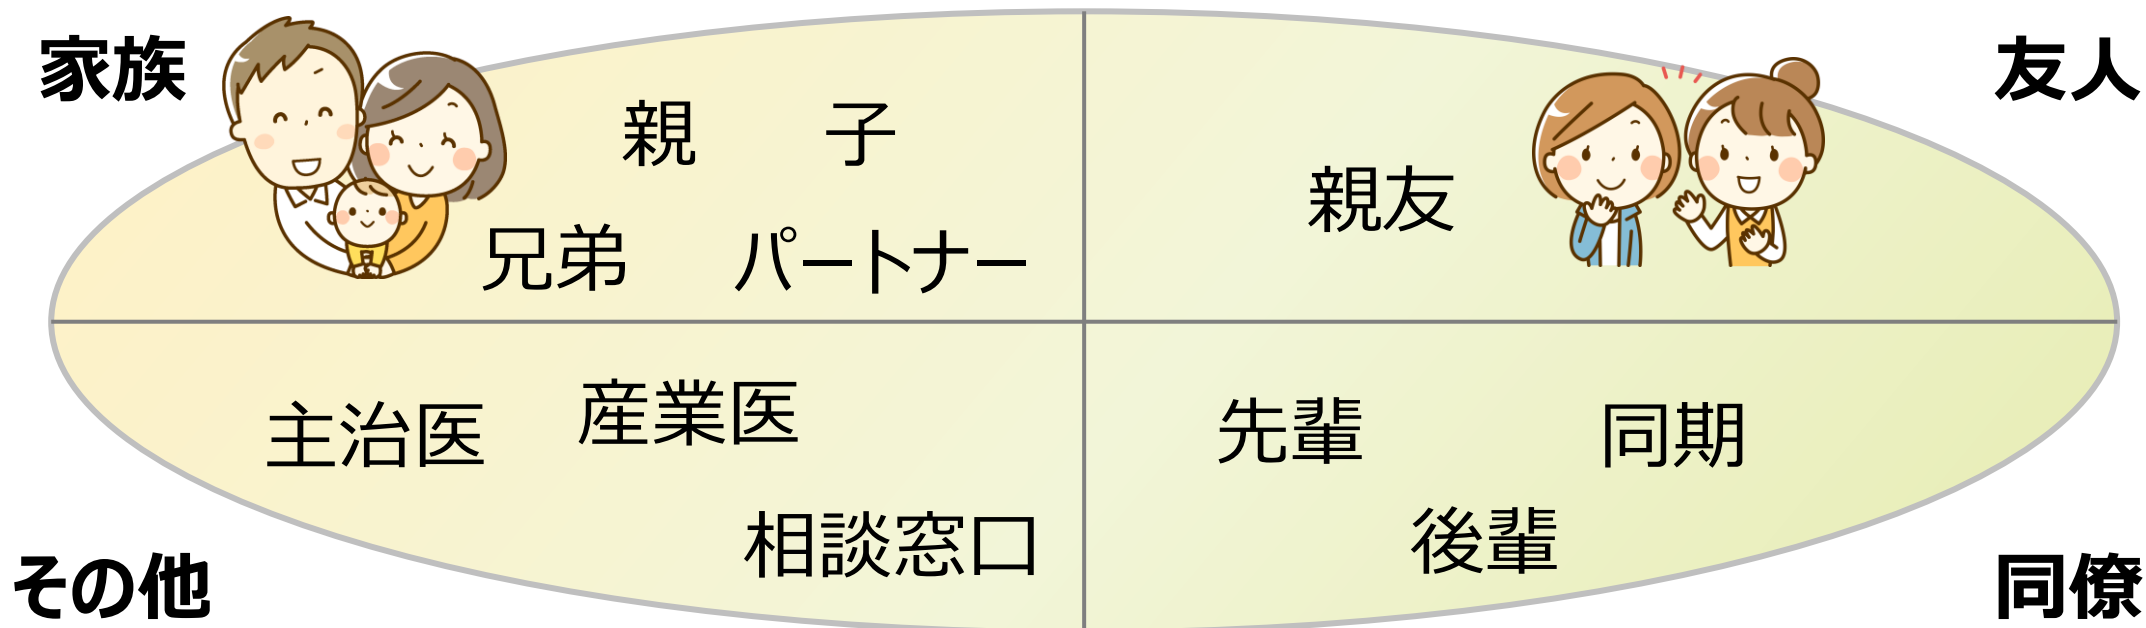 家族
友人
親 子
親友
兄弟 パートナー
主治医 産業医
先輩 同期
相談窓口
後輩
その他
同僚